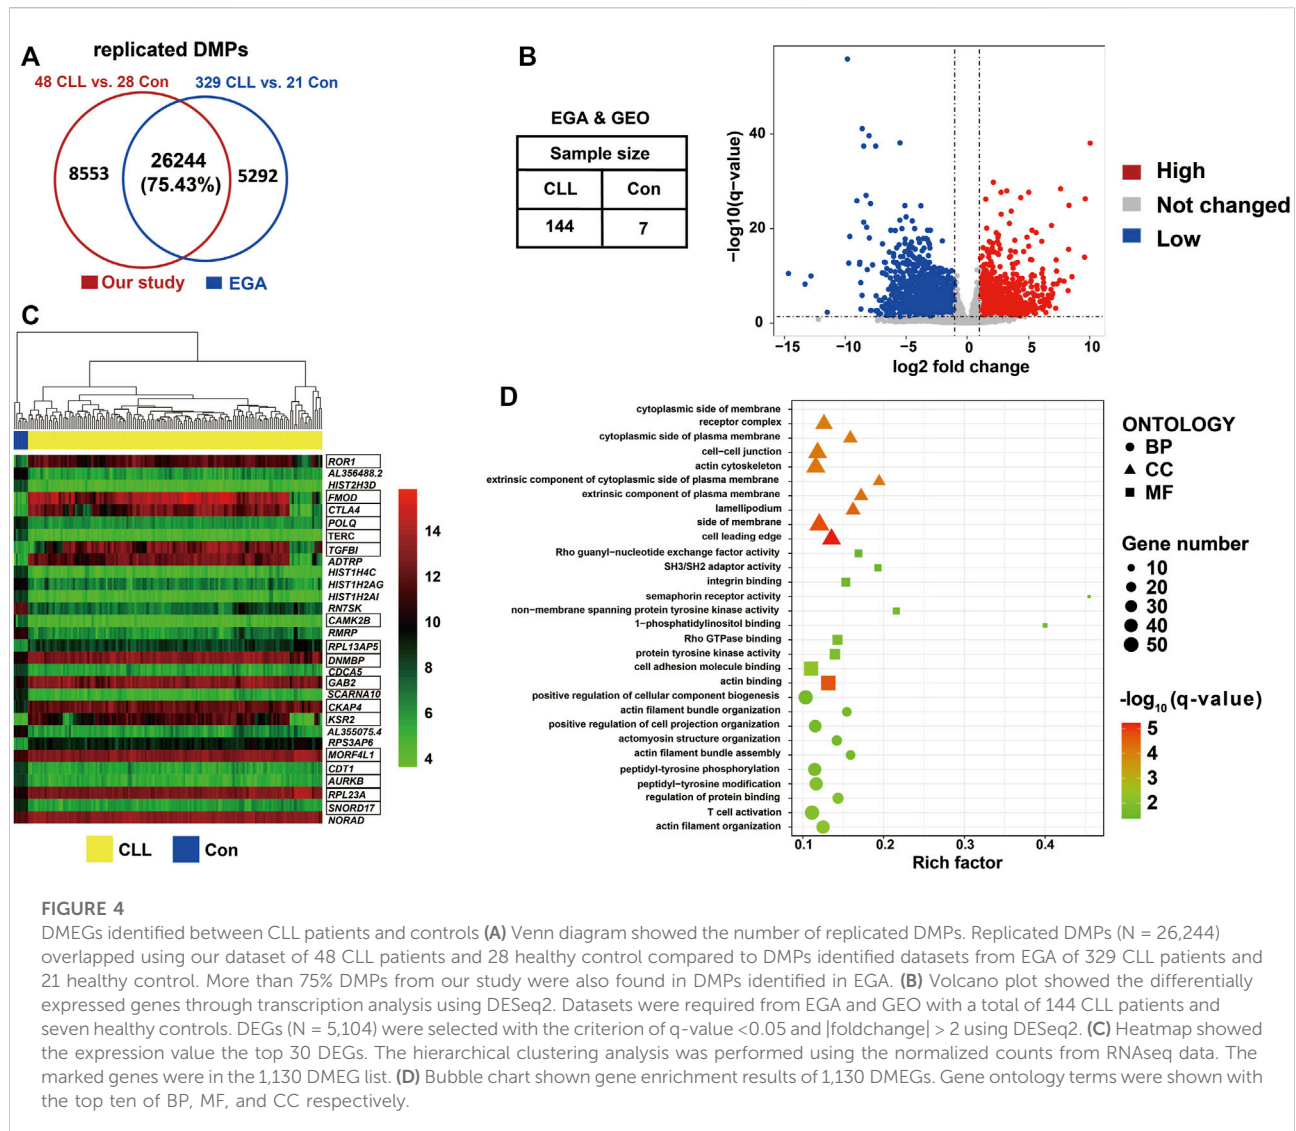 A
replicated DMPs
48 CLL vs. 28 Con
329 CLL vs. 21 Con
8553
26244
(75.43%)
5292
Our study
EGA
B
EGA & GEO
Sample size
CLL
Con
144
7
−log10(q−value)
40
20
0
−15
−10
−5
0
5
10
log2 fold change
High
Not changed
Low
C
ROR1
AL356488.2
HIST2H3D
FMOD
CTLA4
POLQ
TERC
TGFBI
ADTRP
HIST1H4C
HIST1H2AG
HIST1H2AI
RN7SK
CAMK2B
RMRP
RPL13AP5
DNMBP
CDCA5
GAB2
SCARNA10
CKAP4
KSR2
AL355075.4
RPS3AP6
MORF4L1
CDT1
AURKB
RPL23A
SNORD17
NORAD
14
12
10
8
6
4
CLL
Con
D
cytoplasmic side of membrane
receptor complex
cytoplasmic side of plasma membrane
cell−cell junction
actin cytoskeleton
extrinsic component of cytoplasmic side of plasma membrane
extrinsic component of plasma membrane
lamellipodium
side of membrane
cell leading edge
Rho guanyl−nucleotide exchange factor activity
SH3/SH2 adaptor activity
integrin binding
semaphorin receptor activity
non−membrane spanning protein tyrosine kinase activity
1−phosphatidylinositol binding
Rho GTPase binding
protein tyrosine kinase activity
cell adhesion molecule binding
actin binding
positive regulation of cellular component biogenesis
actin filament bundle organization
positive regulation of cell projection organization
actomyosin structure organization
actin filament bundle assembly
peptidyl−tyrosine phosphorylation
peptidyl−tyrosine modification
regulation of protein binding
T cell activation
actin filament organization
0.1
0.2
0.3
0.4
Rich factor
ONTOLOGY
BP
CC
MF
Gene number
10
20
30
40
50
-log10 (q-value)
5
4
3
2
FIGURE 4
DMEGs identified between CLL patients and controls (A) Venn diagram showed the number of replicated DMPs. Replicated DMPs (N = 26,244)
overlapped using our dataset of 48 CLL patients and 28 healthy control compared to DMPs identified datasets from EGA of 329 CLL patients and
21 healthy control. More than 75% DMPs from our study were also found in DMPs identified in EGA. (B) Volcano plot showed the differentially
expressed genes through transcription analysis using DESeq2. Datasets were required from EGA and GEO with a total of 144 CLL patients and
seven healthy controls. DEGs (N = 5,104) were selected with the criterion of q-value <0.05 and |foldchange| > 2 using DESeq2. (C) Heatmap showed
the expression value the top 30 DEGs. The hierarchical clustering analysis was performed using the normalized counts from RNAseq data. The
marked genes were in the 1,130 DMEG list. (D) Bubble chart shown gene enrichment results of 1,130 DMEGs. Gene ontology terms were shown with
the top ten of BP, MF, and CC respectively.